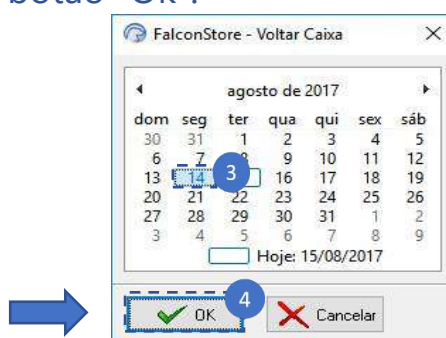 botão "Ok".
FalconStore - Voltar Caixa
agosto de 2017
dom seg ter qua qui sex sáb
30 31 1 2 3 4 5
6 7 9 10 11 12
13 14 3 16 17 18 19
20 21 22 23 24 25 26
27 28 29 30 31 1 2
3 4 5 6 7 8 9
Hoje: 15/08/2017
OK 4 Cancelar